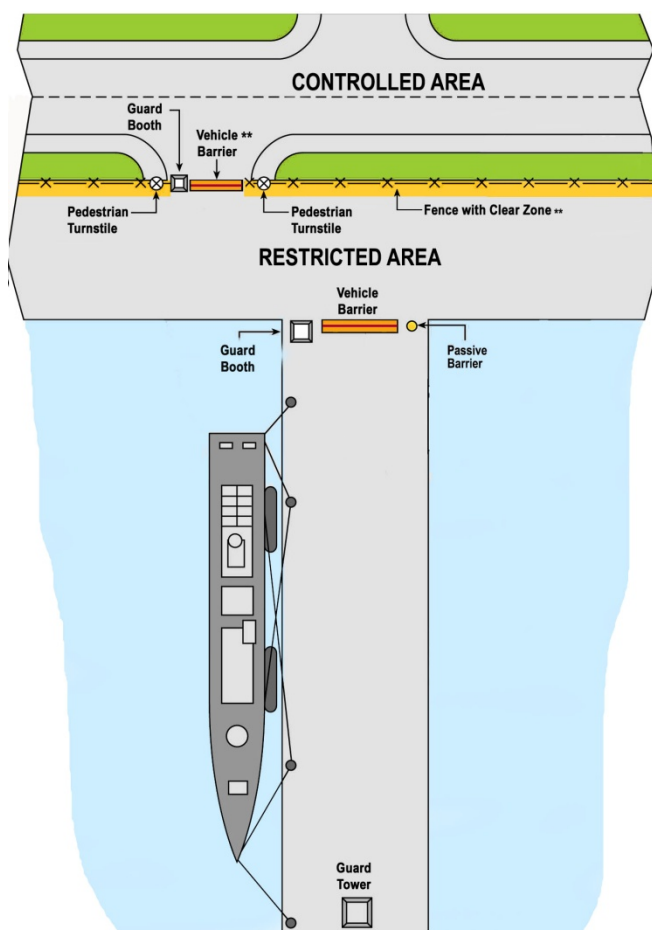 CONTROLLED AREA
Guard
Booth
Vehicle **
Barrier
Pedestrian
Turnstile
Pedestrian
Turnstile
Fence with Clear Zone **
RESTRICTED AREA
Vehicle
Barrier
Guard
Booth
Passive
Barrier
Guard
Tower